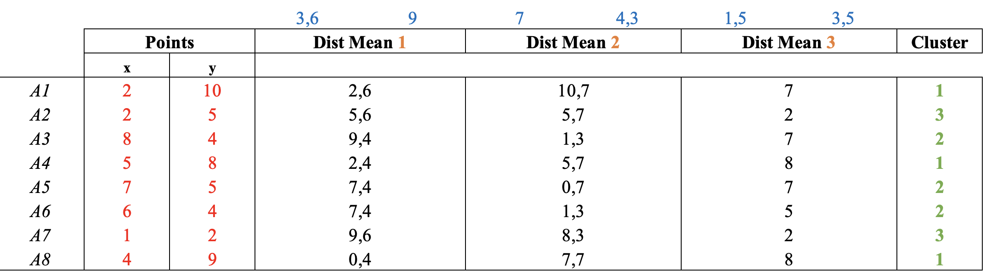 3,6 9 7 4,3 1,5 3,5
Points Dist Mean 1 Dist Mean 2 Dist Mean 3 Cluster
x y
A1 2 10 2,6 10,7 7 1
A2 2 5 5,6 5,7 2 3
A3 8 4 9,4 1,3 7 2
A4 5 8 2,4 5,7 8 1
A5 7 5 7,4 0,7 7 2
A6 6 4 7,4 1,3 5 2
A7 1 2 9,6 8,3 2 3
A8 4 9 0,4 7,7 8 1